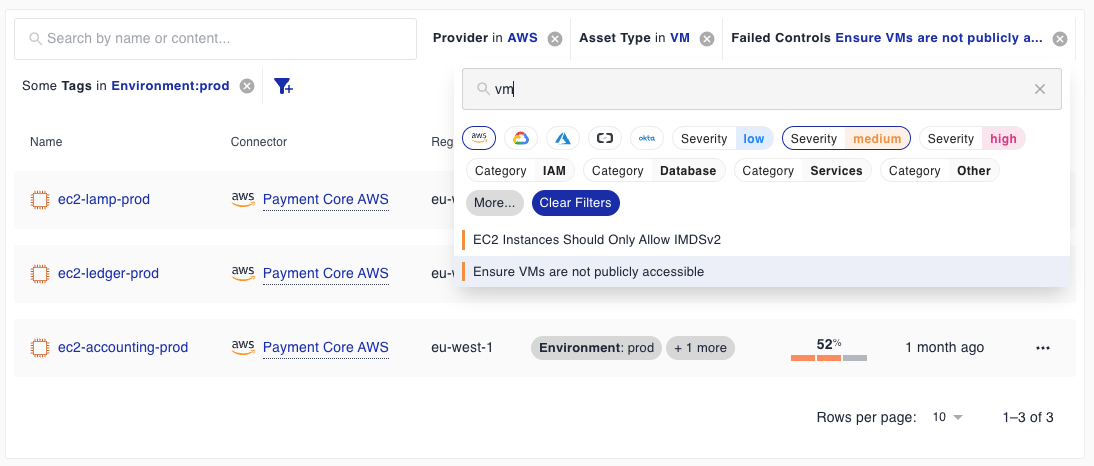 Search by name or content...
Provider in AWS
Asset Type in VM
Failed Controls Ensure VMs are not publicly a...
Some Tags in Environment:prod
vm
aws
okta
Severity low
Severity medium
Severity high
Category IAM
Category Database
Category Services
Category Other
More...
Clear Filters
EC2 Instances Should Only Allow IMDSv2
Ensure VMs are not publicly accessible
Name
Connector
Reg
ec2-lamp-prod
aws
Payment Core AWS
eu-w
ec2-ledger-prod
aws
Payment Core AWS
eu-w
ec2-accounting-prod
aws
Payment Core AWS
eu-west-1
Environment: prod
+ 1 more
52%
1 month ago
Rows per page:
10
1–3 of 3